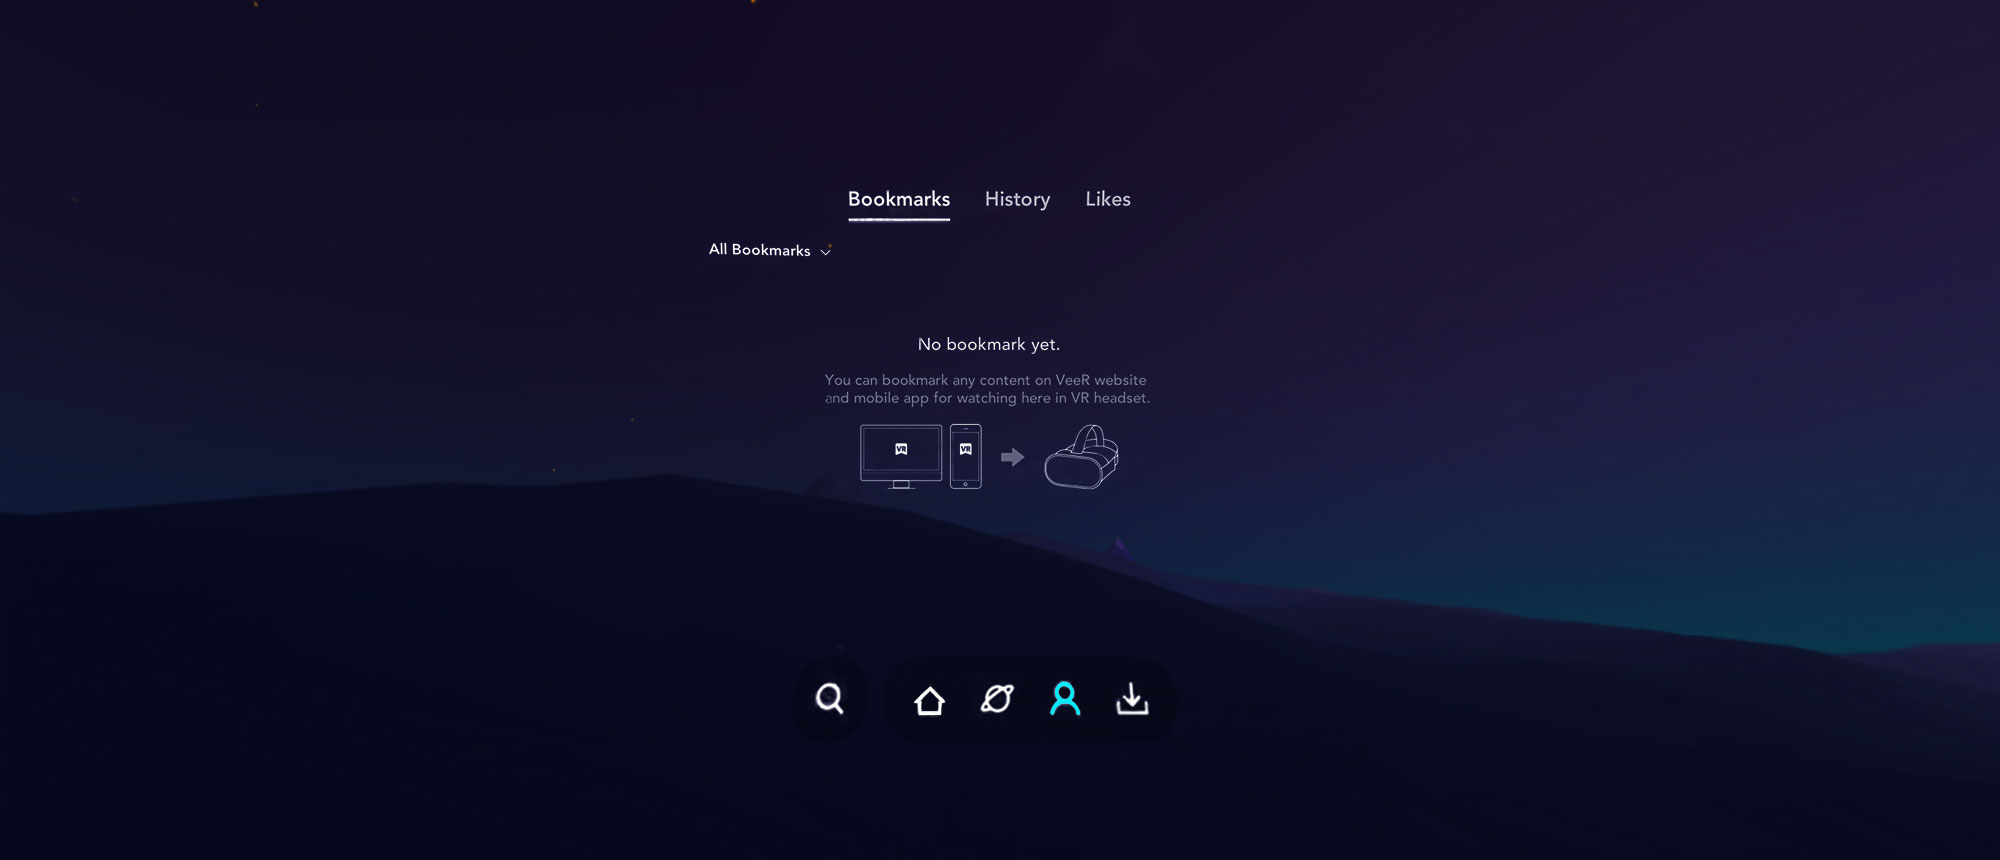 Bookmarks History Likes
All Bookmarks
No bookmark yet.
You can bookmark any content on VeeR website
and mobile app for watching here in VR headset.
VR VR